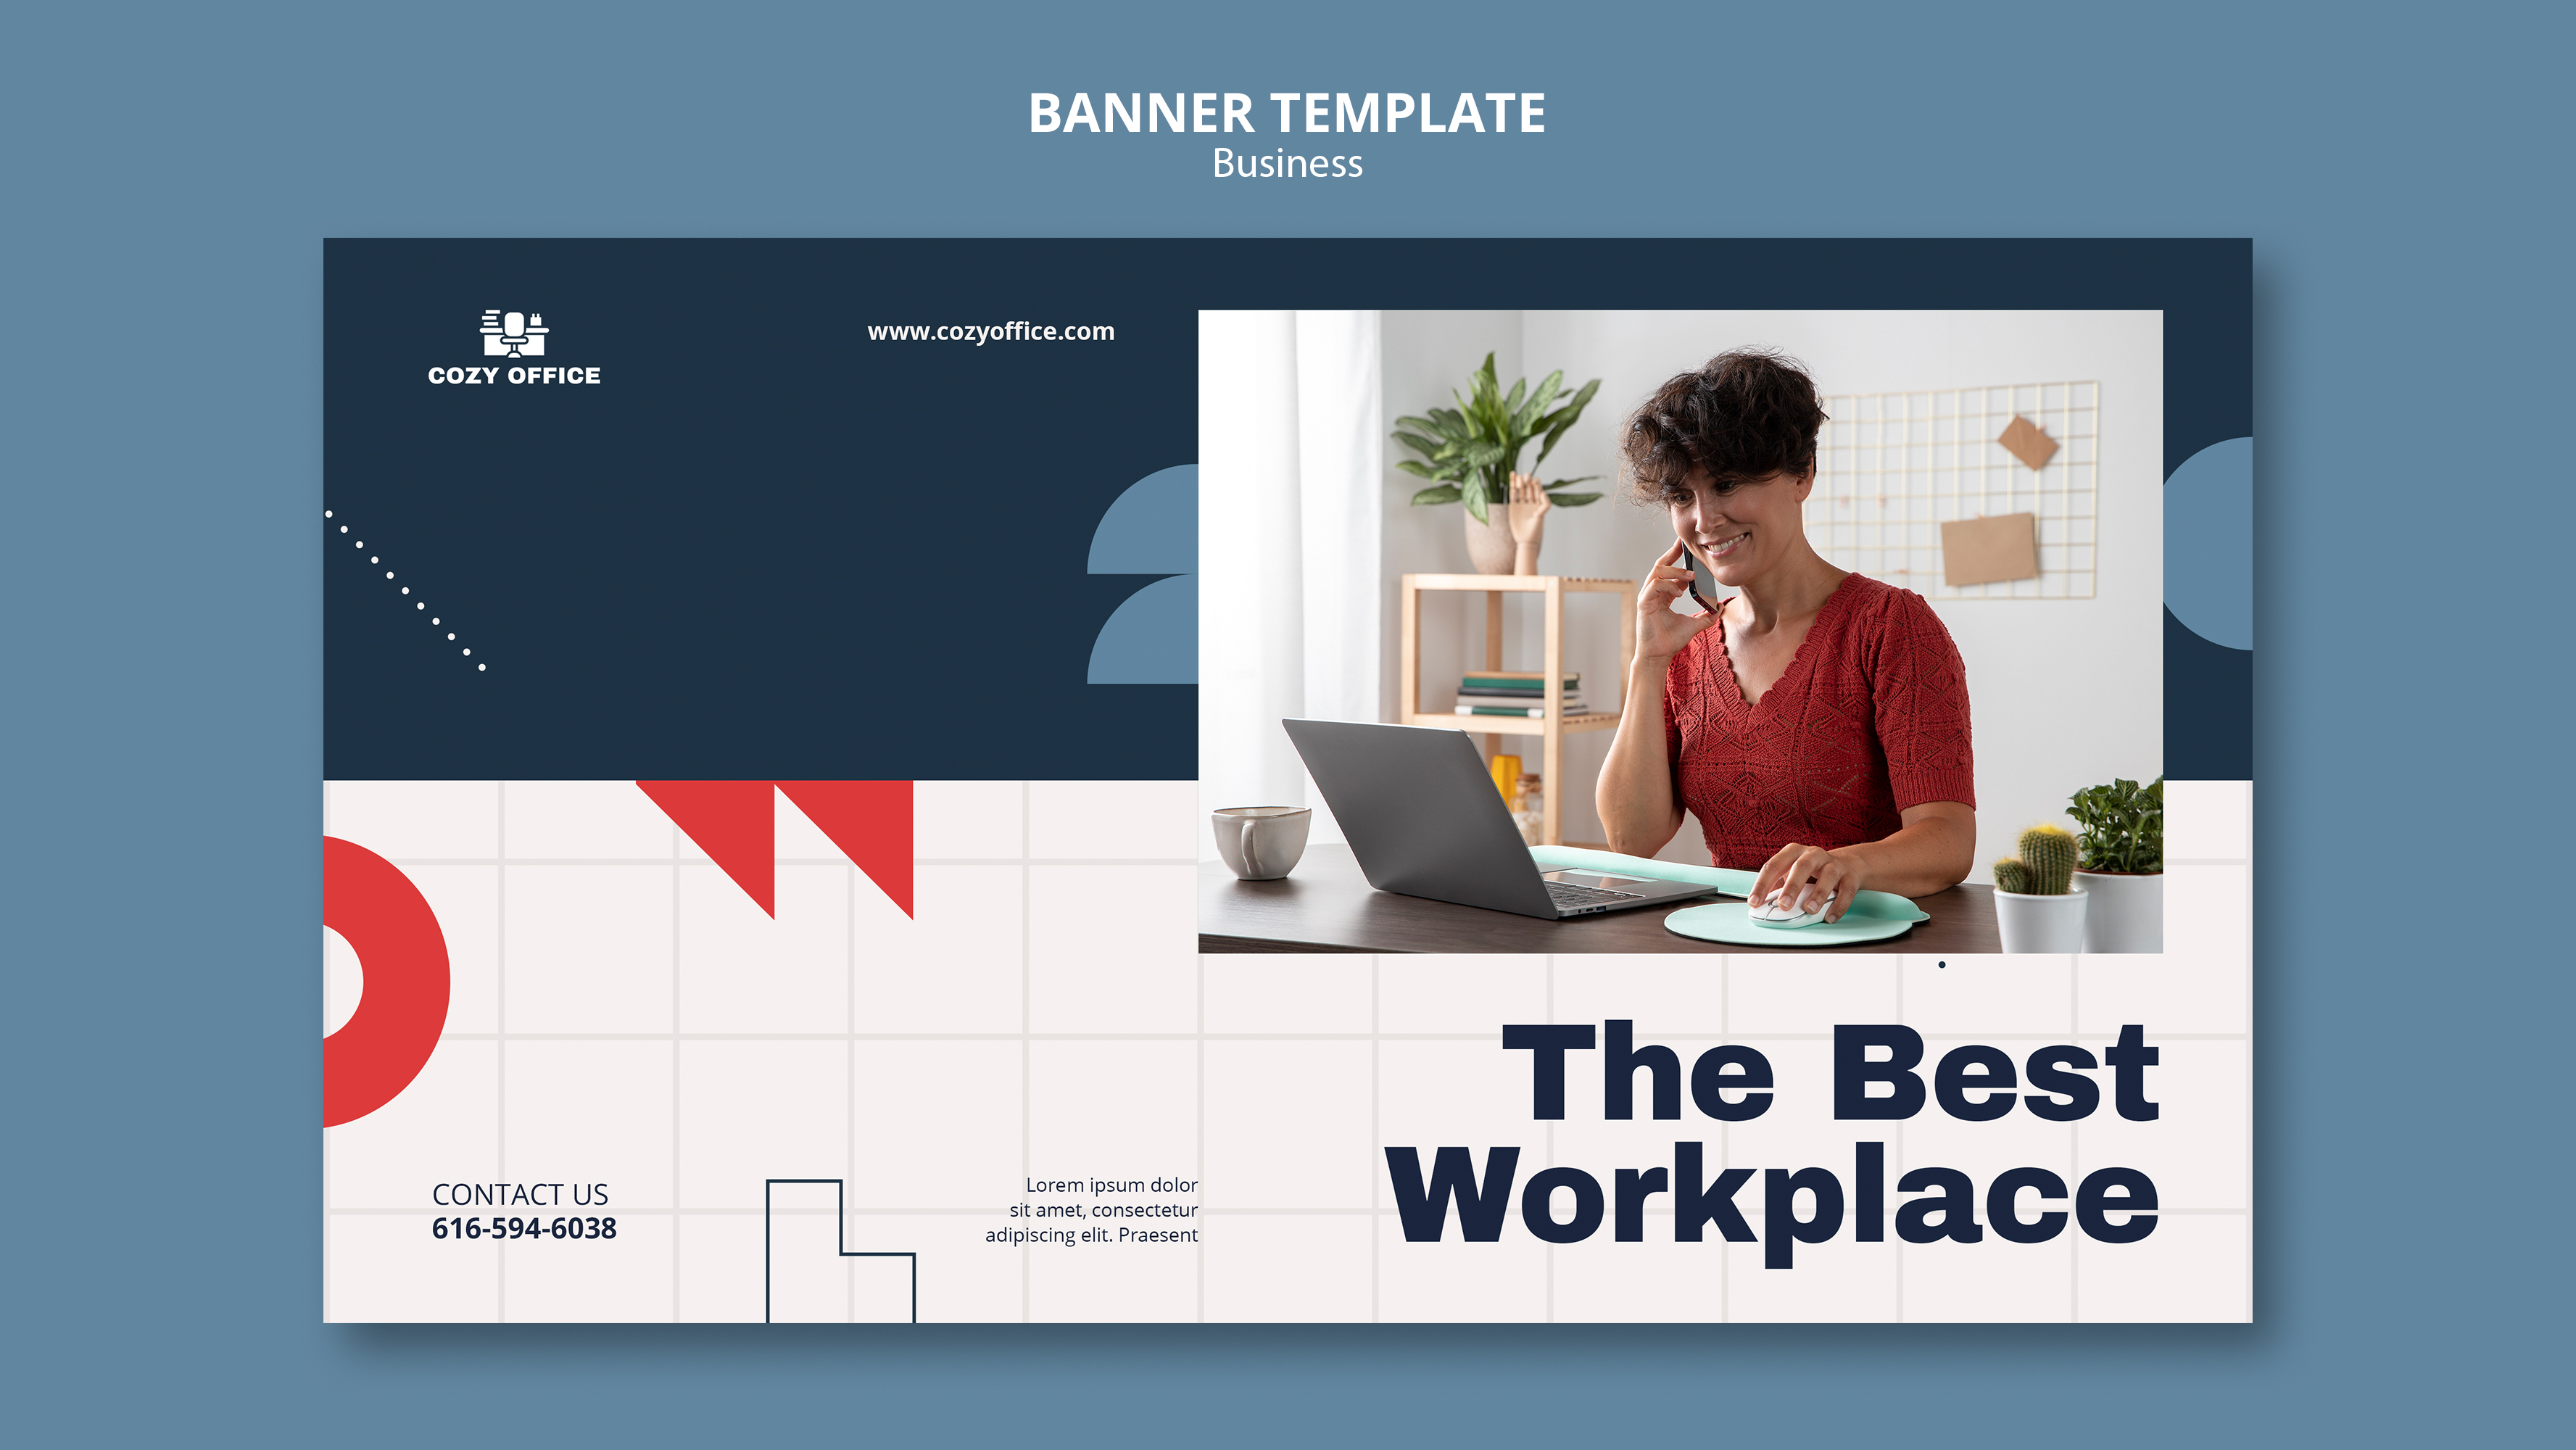 BANNER TEMPLATE
Business
COZY OFFICE
www.cozyoffice.com
The Best
Workplace
CONTACT US
616-594-6038
Lorem ipsum dolor
sit amet, consectetur
adipiscing elit. Praesent